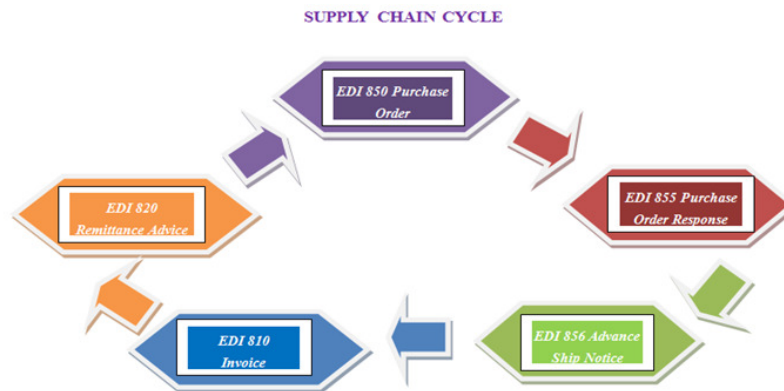 SUPPLY CHAIN CYCLE
EDI 850 Purchase
Order
EDI 855 Purchase
Order Response
EDI 856 Advance
Ship Notice
EDI 810
Invoice
EDI 820
Remittance Advice